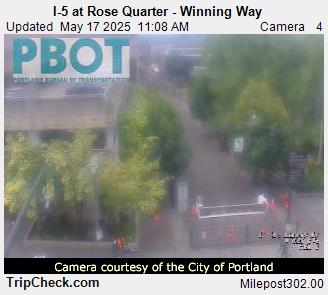 I-5 at Rose Quarter - Winning Way
Updated May 17 2025 11:08 AM Camera 4
PBOT
PORTLAND BUREAU OF TRANSPORTATION
Camera courtesy of the City of Portland
TripCheck.com Milepost302.00